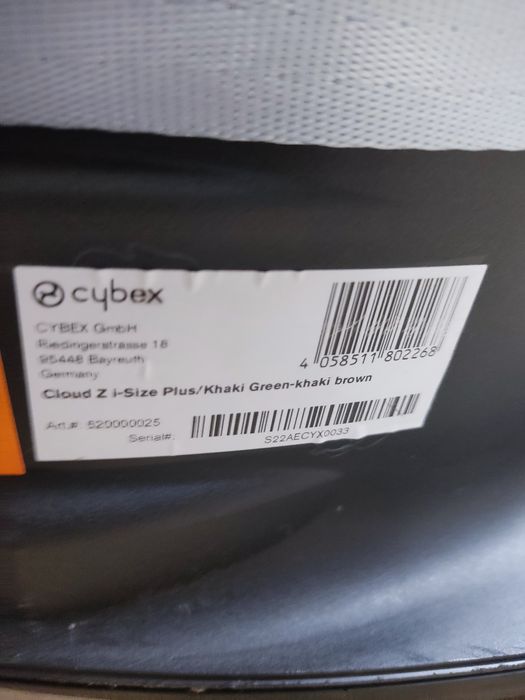 cybex
CYBEX GmbH
Riedingerstrasse 18
95448 Bayreuth
Germany
4 058511 802268
Cloud Z i-Size Plus/Khaki Green-khaki brown
Art.#: 520000025
Serial#:
S22AECYX0033